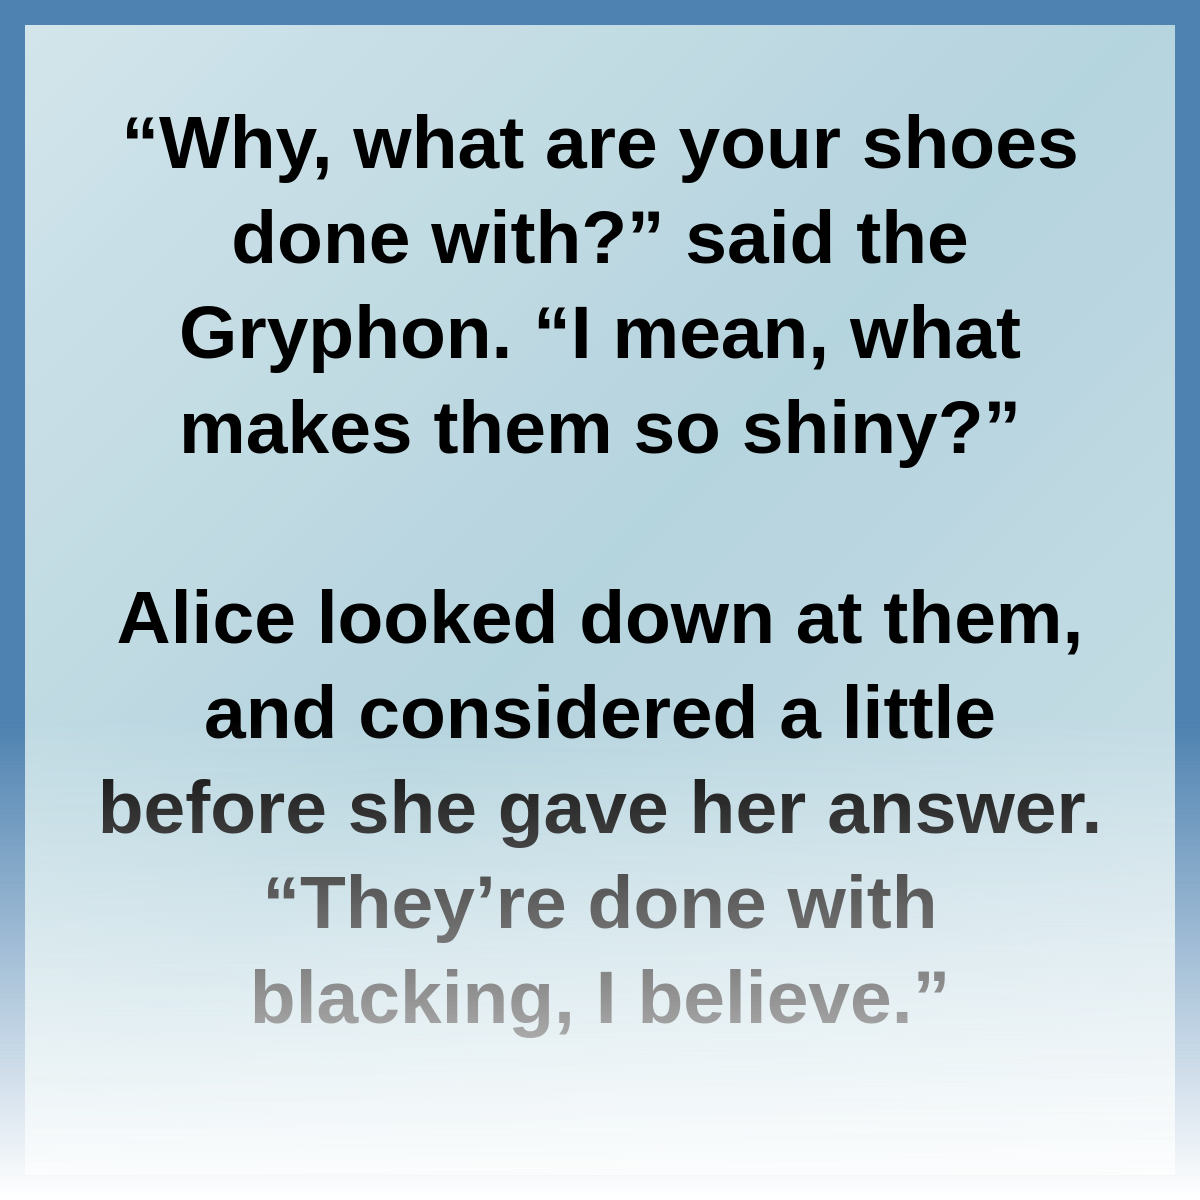 “Why, what are your shoes
done with?” said the
Gryphon. “I mean, what
makes them so shiny?”
Alice looked down at them,
and considered a little
before she gave her answer.
“They’re done with
blacking, I believe.”